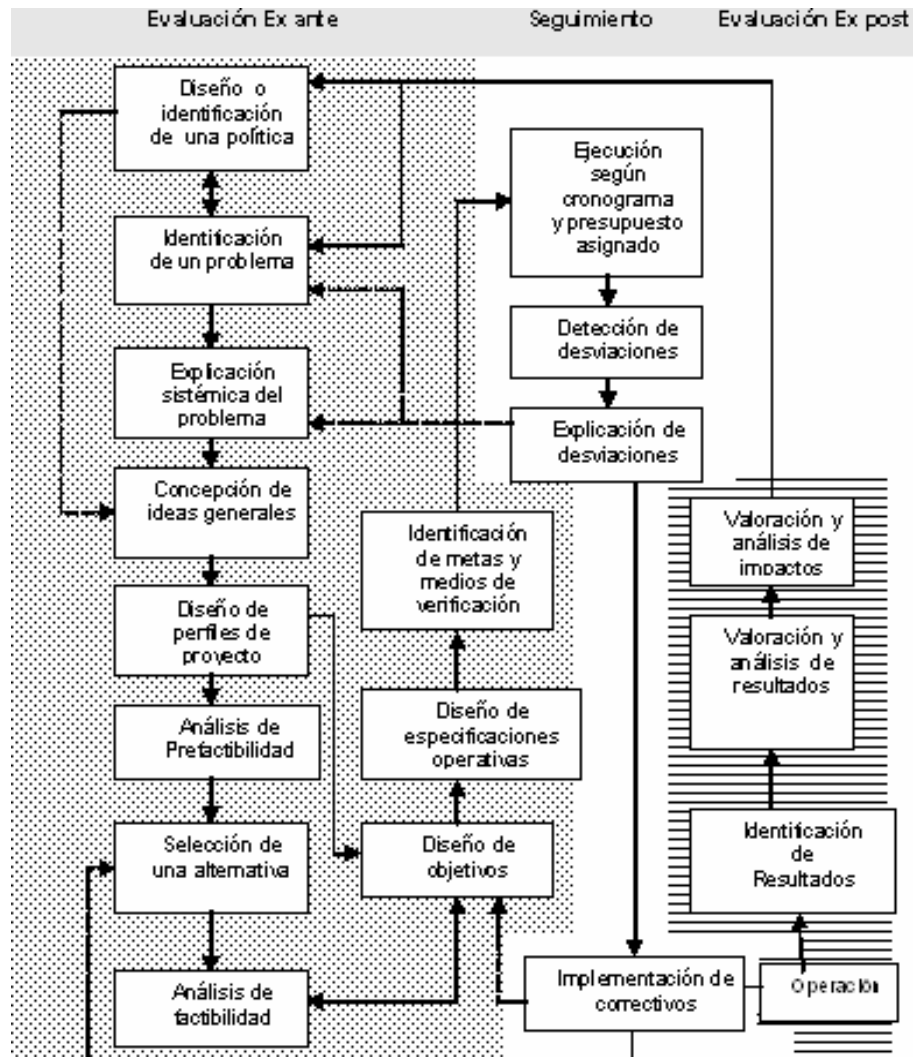 Evaluación Ex ante
Seguimiento
Evaluación Ex post
Diseño o
identificación
de una política
Identificación
de un problema
Explicación
sistémica del
problema
Concepción de
ideas generales
Diseño de
perfiles de
proyecto
Análisis de
Prefactibilidad
Selección de
una alternativa
Análisis de
factibilidad
Identificación
de metas y
medios de
verificación
Diseño de
especificaciones
operativas
Diseño de
objetivos
Ejecución
según
cronograma
y presupuesto
asignado
Detección de
desviaciones
Explicación de
desviaciones
Implementación de
correctivos
Valoración y
análisis de
impactos
Valoración y
análisis de
resultados
Identificación
de
Resultados
Operación